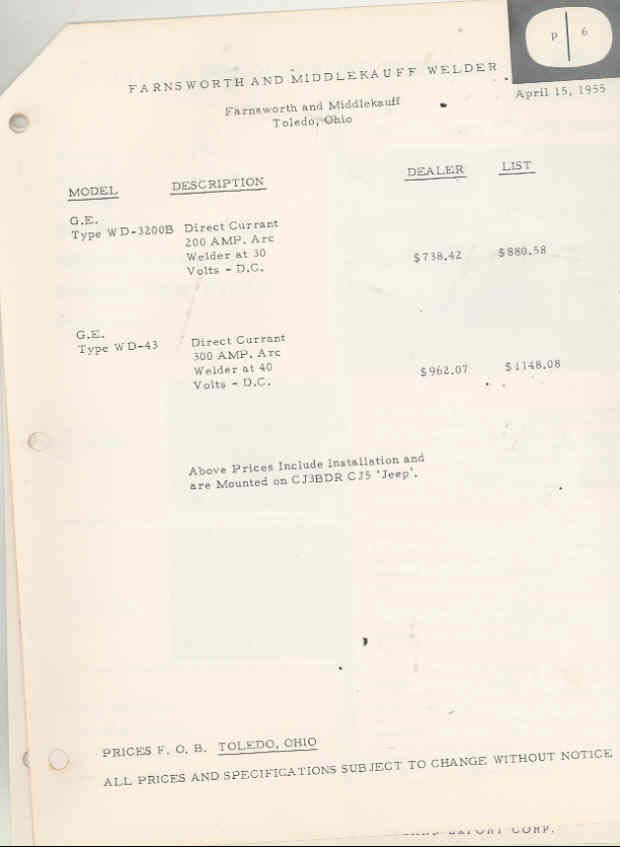 p 6
FARNSWORTH AND MIDDLEKAUFF WELDER
April 15, 1955
Farnsworth and Middlekauff
Toledo, Ohio
MODEL DESCRIPTION DEALER LIST
G.E.
Type WD-3200B Direct Currant
200 AMP. Arc
Welder at 30 $738.42 $880.58
Volts - D.C.
G.E.
Type WD-43 Direct Currant
300 AMP. Arc
Welder at 40 $962.07 $1148.08
Volts - D.C.
Above Prices Include Installation and
are Mounted on CJ3BDR CJ5 'Jeep'.
PRICES F. O. B. TOLEDO, OHIO
ALL PRICES AND SPECIFICATIONS SUBJECT TO CHANGE WITHOUT NOTICE
EXPORT CORP.